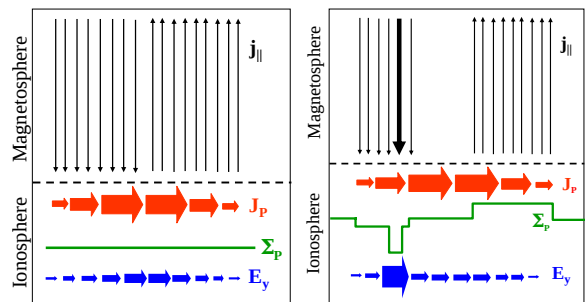 Magnetosphere
j||
Ionosphere
J_P
Σ_P
E_y
Magnetosphere
j||
Ionosphere
J_P
Σ_P
E_y